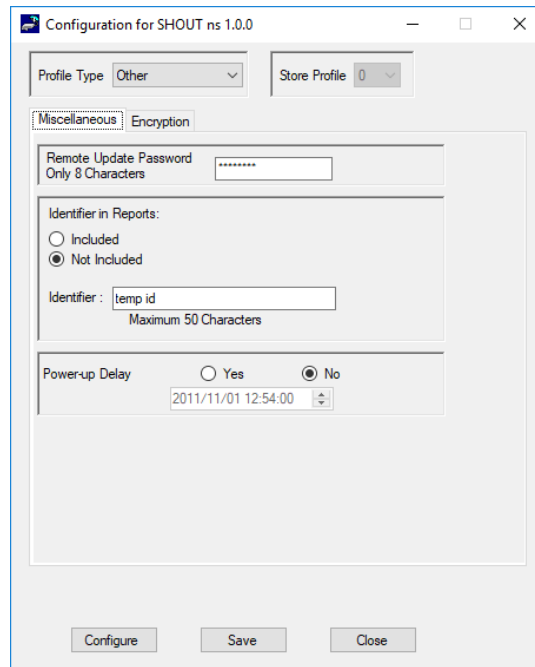 Configuration for SHOUT ns 1.0.0
Profile Type Other Store Profile 0
Miscellaneous Encryption
Remote Update Password
Only 8 Characters ********
Identifier in Reports:
Included
Not Included
Identifier : temp id
Maximum 50 Characters
Power-up Delay Yes No
2011/11/01 12:54:00
Configure Save Close